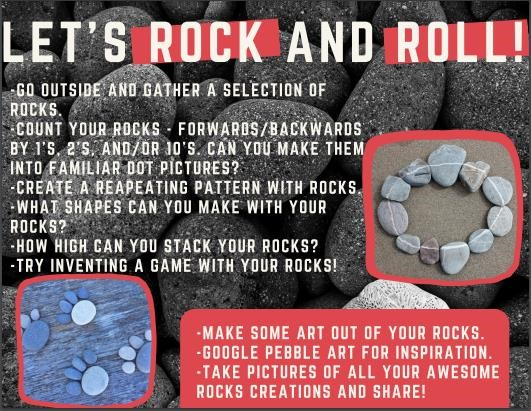 LET'S ROCK AND ROLL!
-GO OUTSIDE AND GATHER A SELECTION OF
ROCKS.
-COUNT YOUR ROCKS - FORWARDS/BACKWARDS
BY 1'S, 2'S, AND/OR 10'S. CAN YOU MAKE THEM
INTO FAMILIAR DOT PICTURES?
-CREATE A REAPEATING PATTERN WITH ROCKS.
-WHAT SHAPES CAN YOU MAKE WITH YOUR
ROCKS?
-HOW HIGH CAN YOU STACK YOUR ROCKS?
-TRY INVENTING A GAME WITH YOUR ROCKS!
-MAKE SOME ART OUT OF YOUR ROCKS.
-GOOGLE PEBBLE ART FOR INSPIRATION.
-TAKE PICTURES OF ALL YOUR AWESOME
ROCKS CREATIONS AND SHARE!